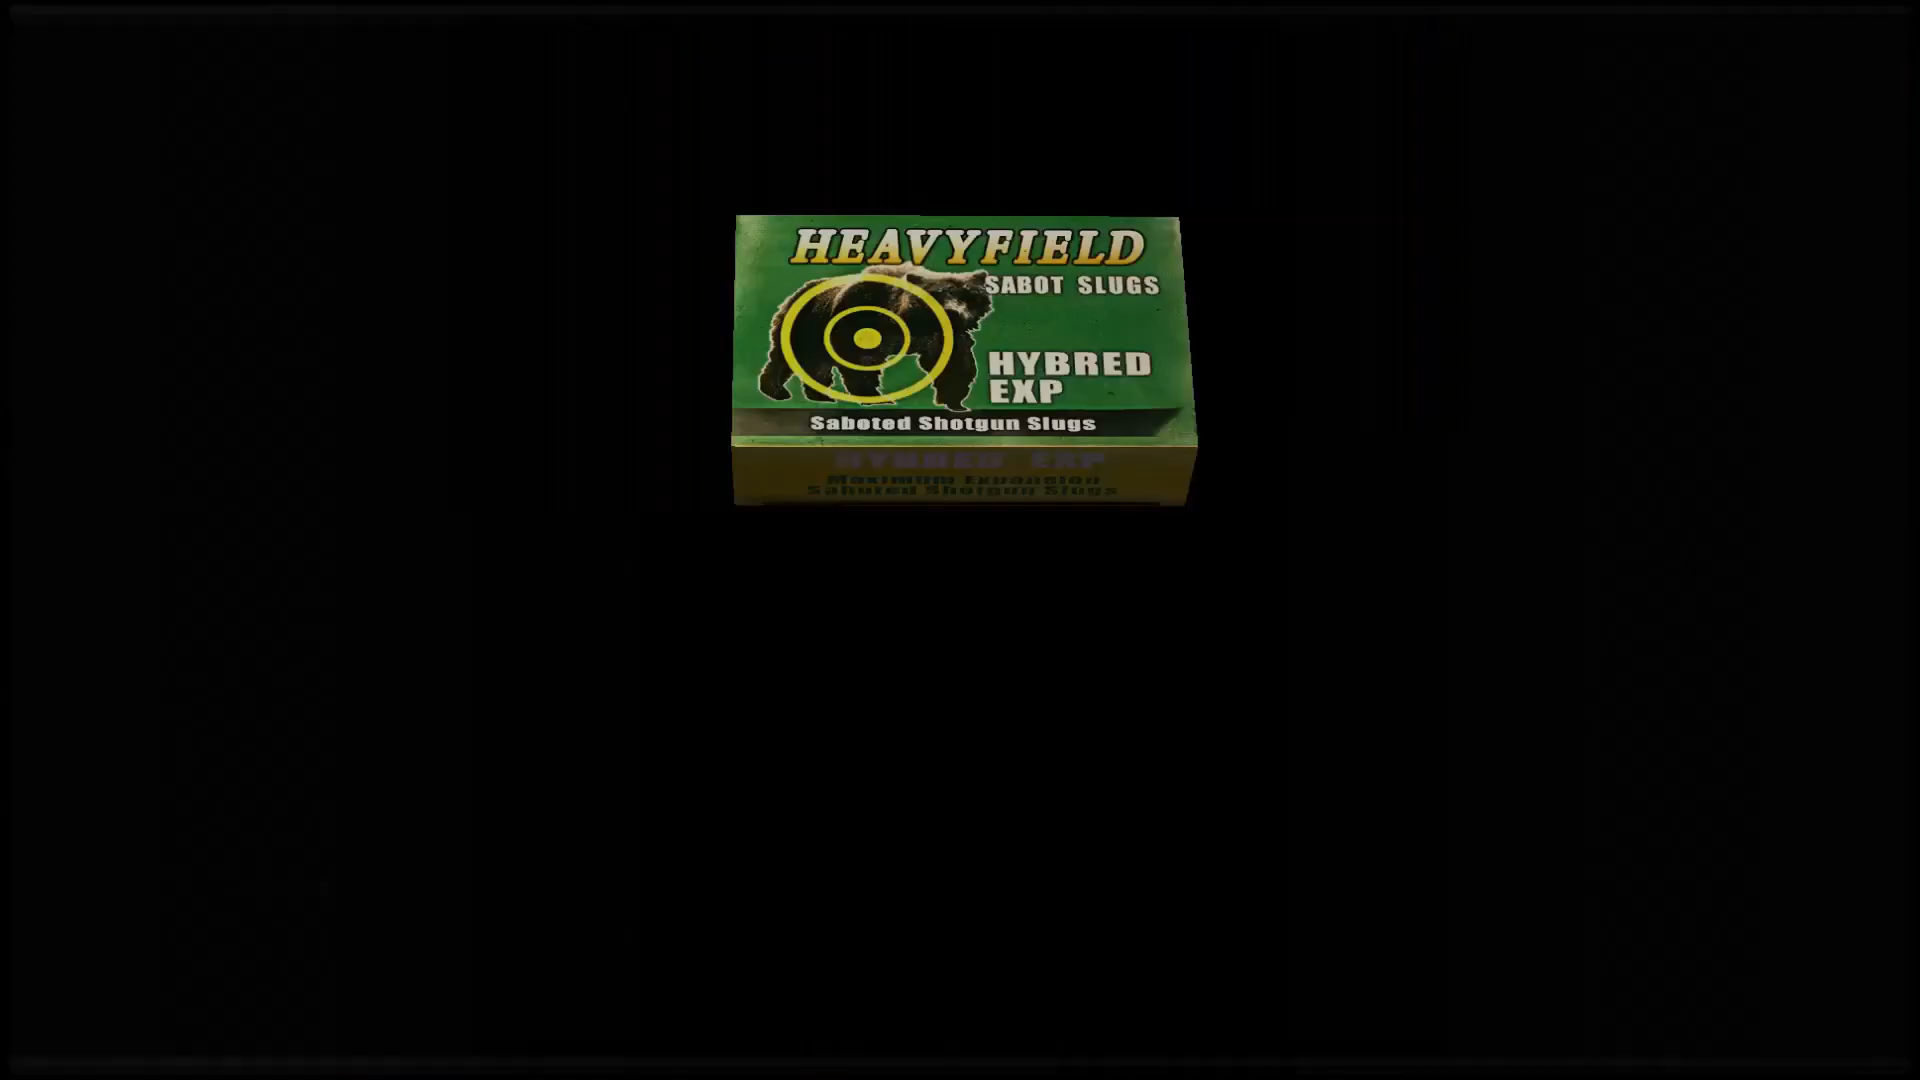 HEAVYFIELD
SABOT SLUGS
HYBRED
EXP
Saboted Shotgun Slugs
HYBRED EXP
Maximum Expansion
Saboted Shotgun Slugs